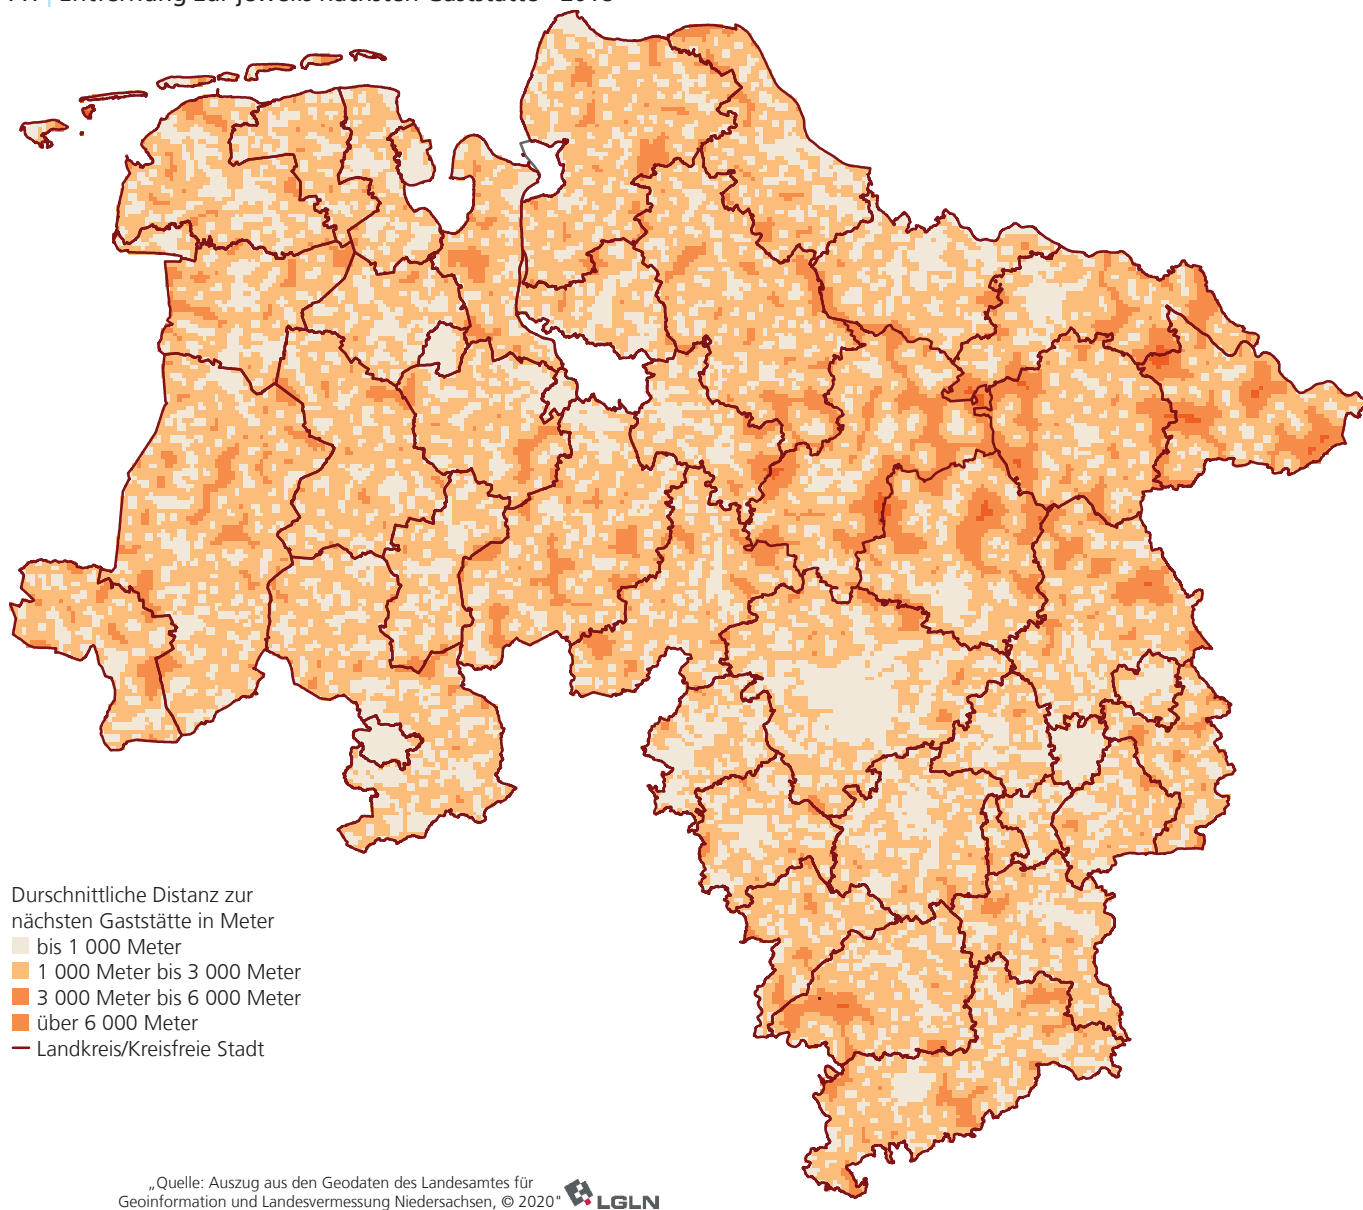 Durschnittliche Distanz zur
nächsten Gaststätte in Meter
bis 1 000 Meter
1 000 Meter bis 3 000 Meter
3 000 Meter bis 6 000 Meter
über 6 000 Meter
Landkreis/Kreisfreie Stadt
„Quelle: Auszug aus den Geodaten des Landesamtes für
Geoinformation und Landesvermessung Niedersachsen, © 2020"
LGLN